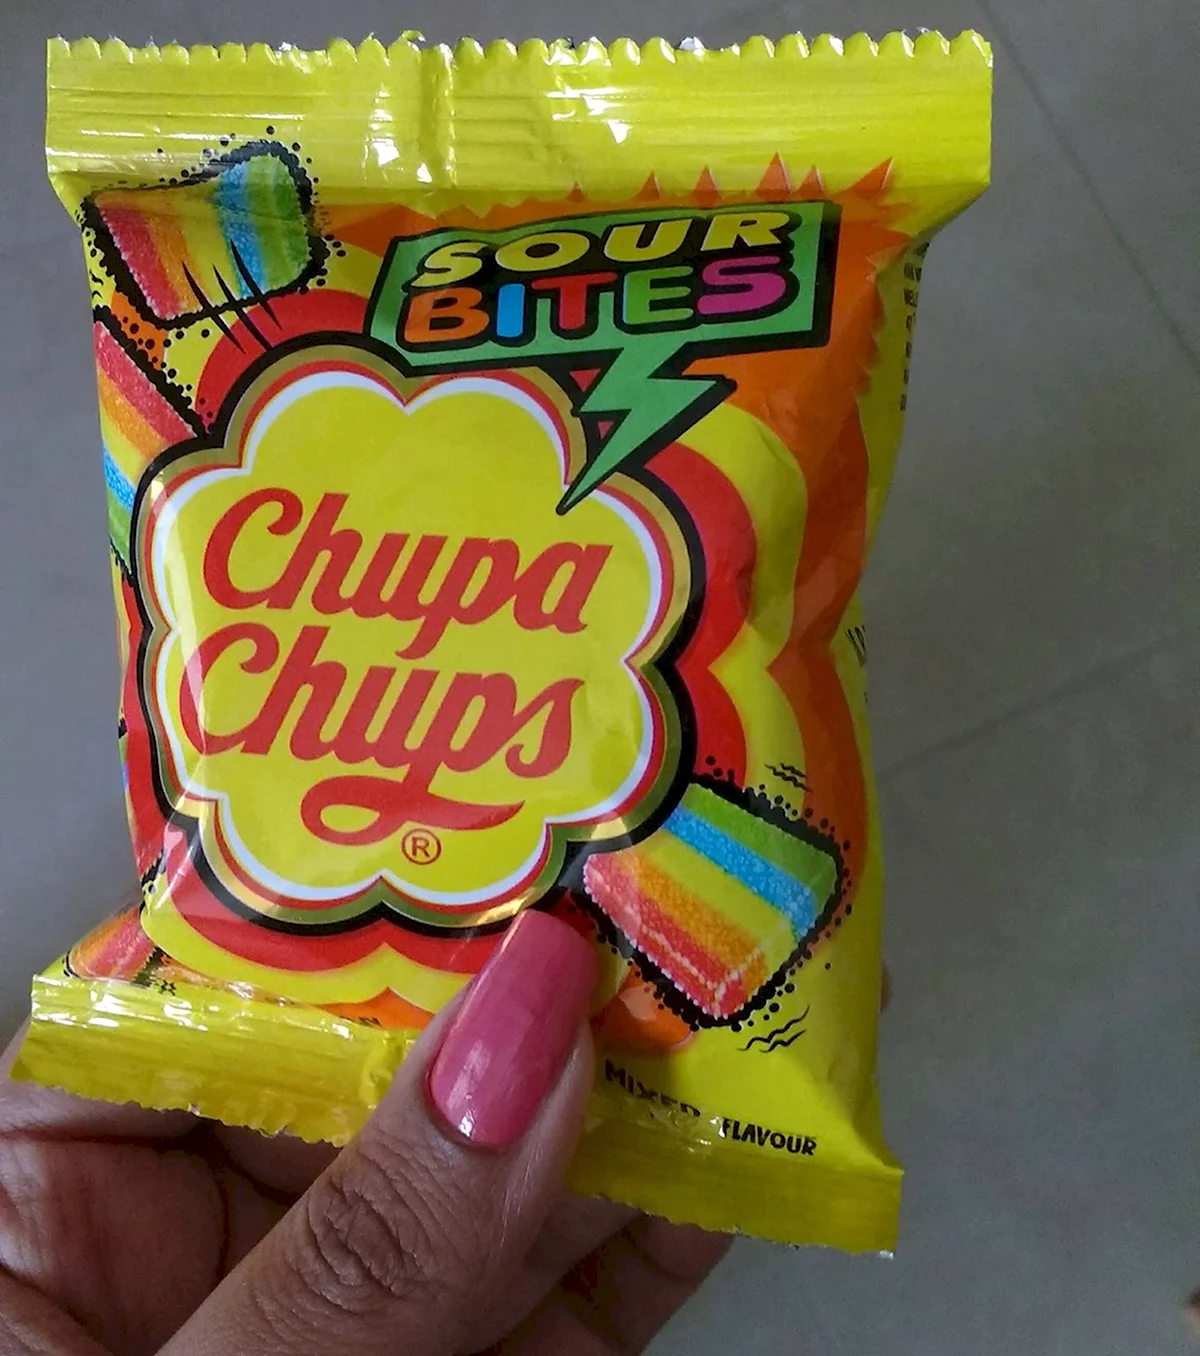 SOUR
BITES
Chupa
Chups
®
MIXED FLAVOUR